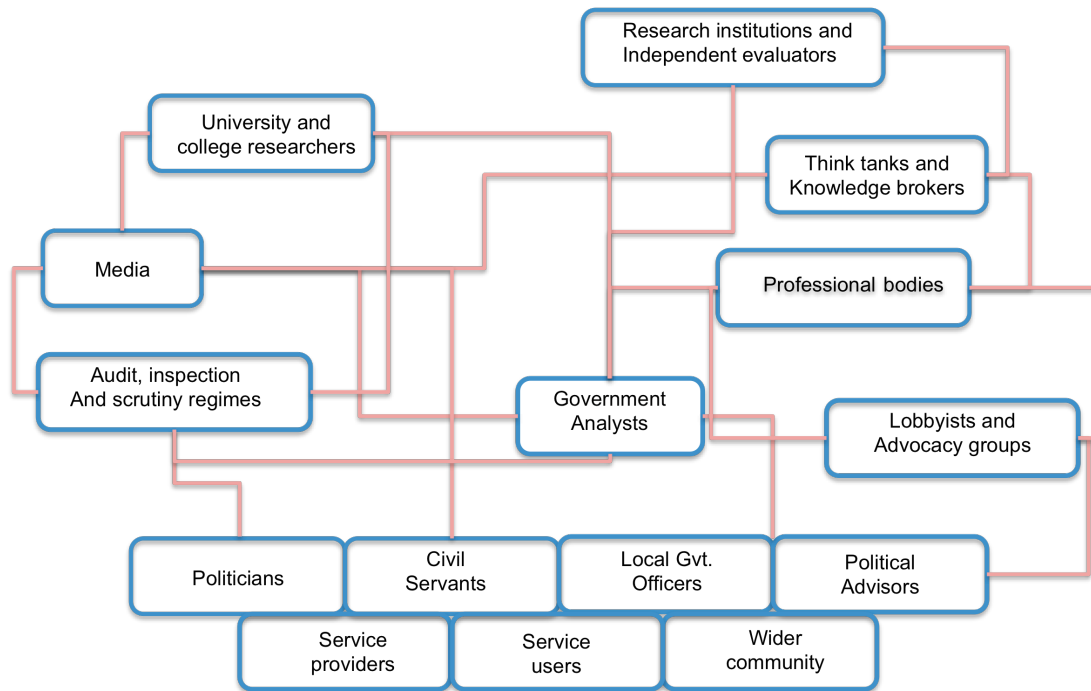 Research institutions and
Independent evaluators
University and
college researchers
Think tanks and
Knowledge brokers
Media
Professional bodies
Audit, inspection
And scrutiny regimes
Government
Analysts
Lobbyists and
Advocacy groups
Politicians
Civil
Servants
Local Gvt.
Officers
Political
Advisors
Service
providers
Service
users
Wider
community